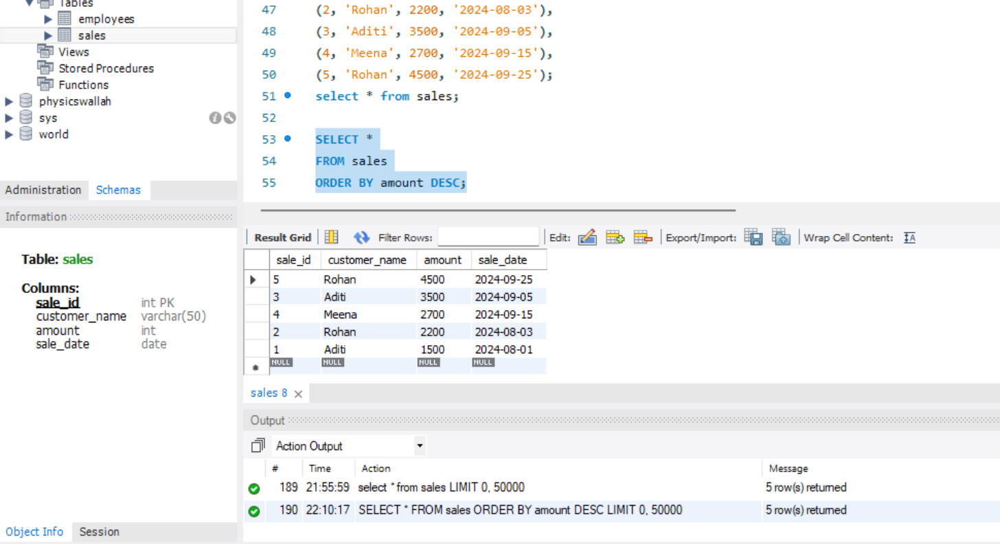 Tables
employees
sales
Views
Stored Procedures
Functions
physicswallah
sys
world
Administration Schemas
Information
Table: sales
Columns:
sale_id int PK
customer_name varchar(50)
amount int
sale_date date
Object Info Session
47 (2, 'Rohan', 2200, '2024-08-03'),
48 (3, 'Aditi', 3500, '2024-09-05'),
49 (4, 'Meena', 2700, '2024-09-15'),
50 (5, 'Rohan', 4500, '2024-09-25');
51 select * from sales;
52
53 SELECT *
54 FROM sales
55 ORDER BY amount DESC;
Result Grid Filter Rows: Edit: Export/Import: Wrap Cell Content: IA
sale_id customer_name amount sale_date
5 Rohan 4500 2024-09-25
3 Aditi 3500 2024-09-05
4 Meena 2700 2024-09-15
2 Rohan 2200 2024-08-03
1 Aditi 1500 2024-08-01
NULL NULL NULL NULL
sales 8
Output
Action Output
# Time Action Message
189 21:55:59 select * from sales LIMIT 0, 50000 5 row(s) returned
190 22:10:17 SELECT * FROM sales ORDER BY amount DESC LIMIT 0, 50000 5 row(s) returned